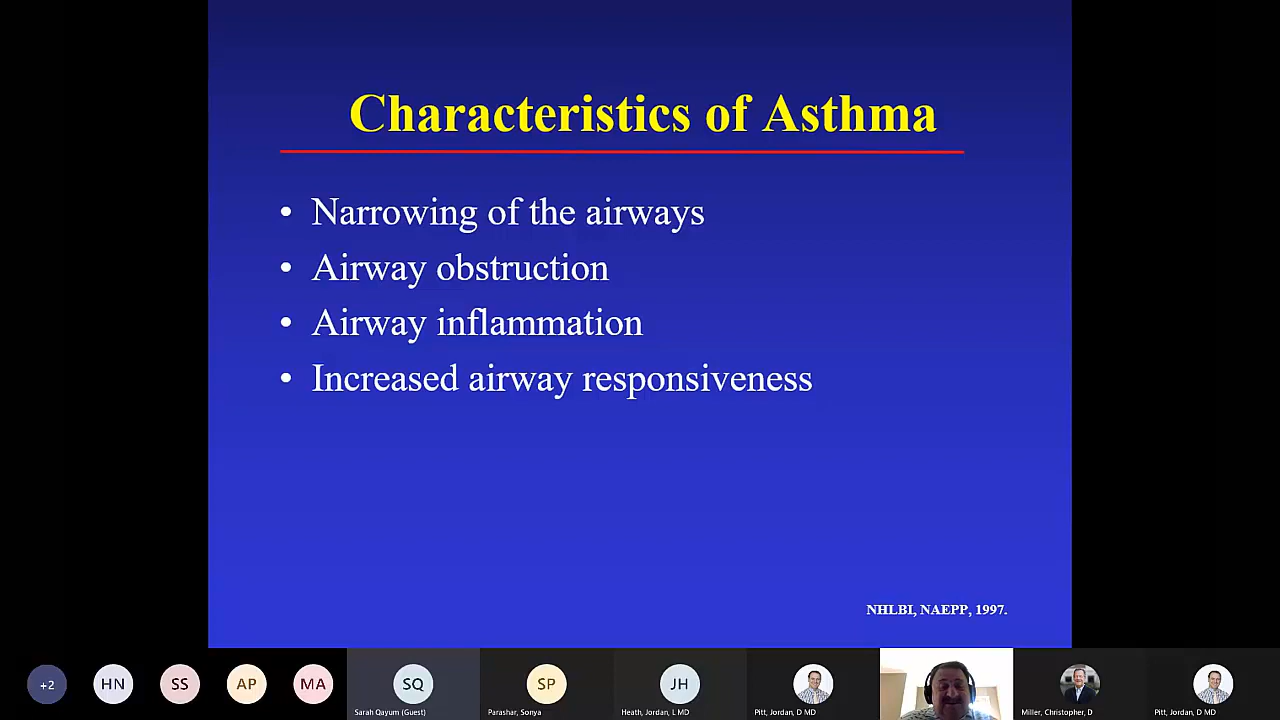 Characteristics of Asthma
• Narrowing of the airways
• Airway obstruction
• Airway inflammation
• Increased airway responsiveness
NHLBI, NAEPP, 1997.
+2
HN
SS
AP
MA
SQ
SP
JH
Sarah Qayum (Guest)
Parashar, Sonya
Heath, Jordan, L MD
Pitt, Jordan, D MD
Miller, Christopher, D
Pitt, Jordan, D MD